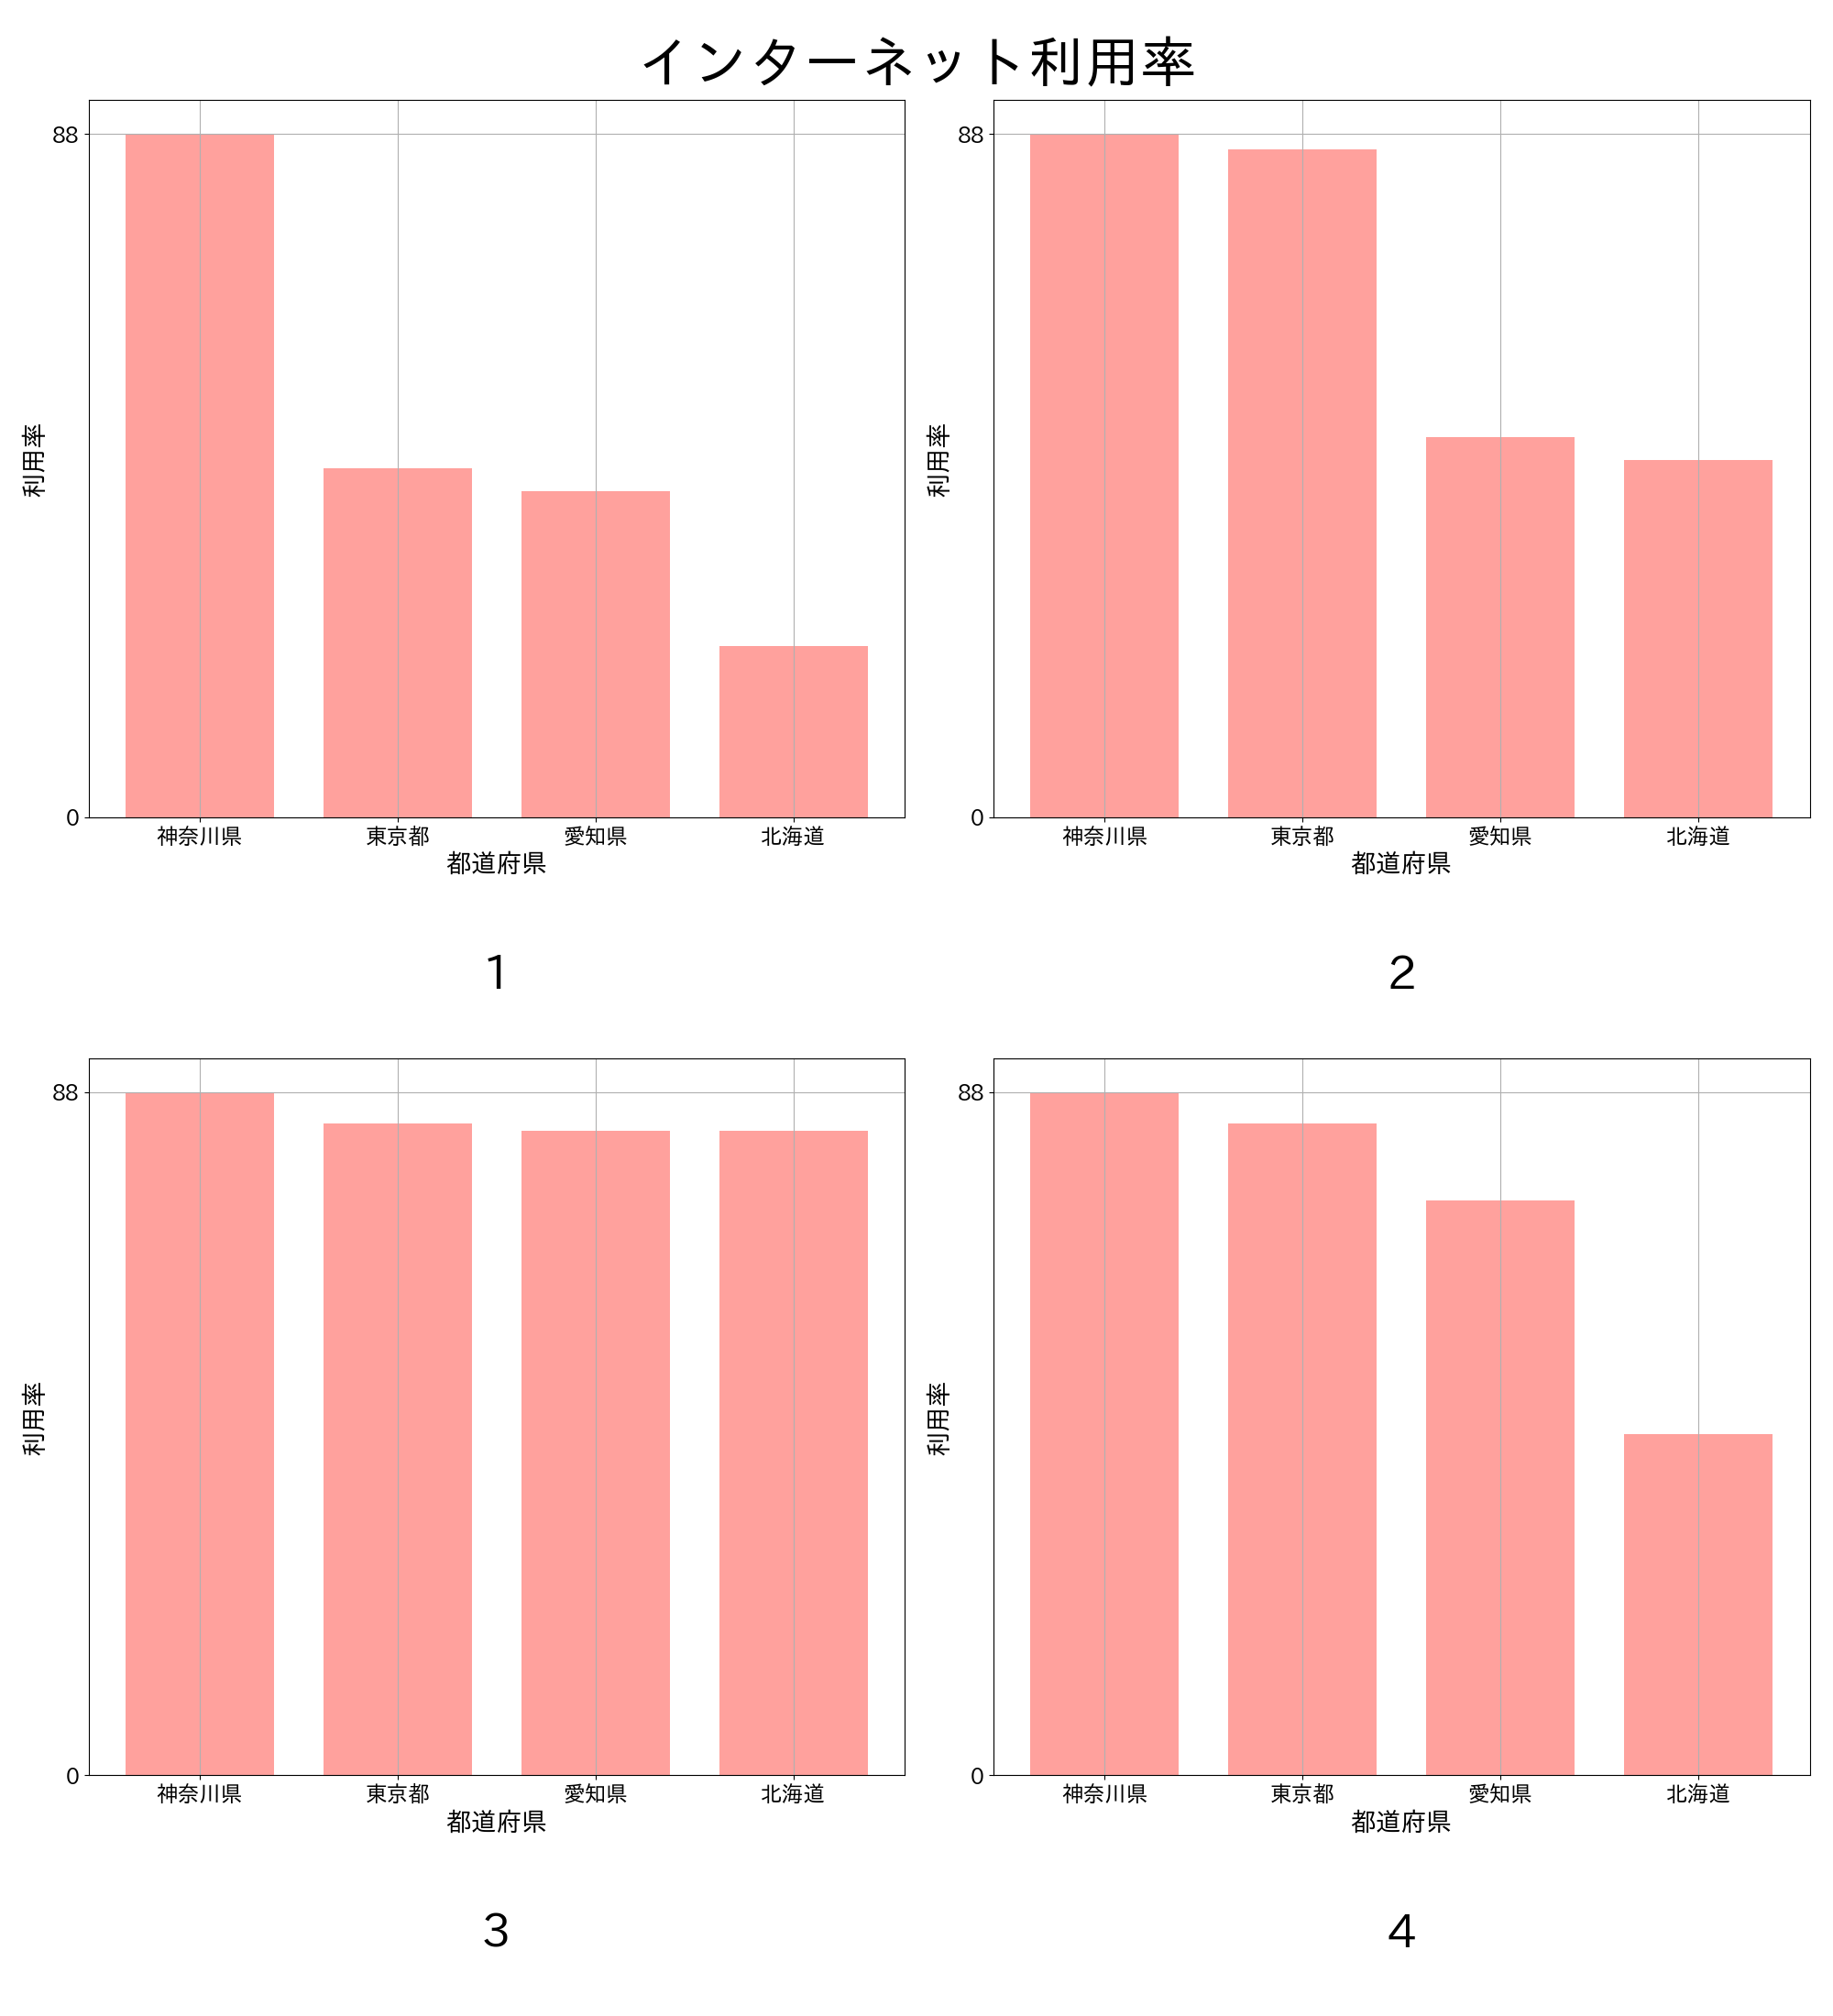 インターネット利用率
88
利用率
0
神奈川県 東京都 愛知県 北海道
都道府県
1
88
利用率
0
神奈川県 東京都 愛知県 北海道
都道府県
2
88
利用率
0
神奈川県 東京都 愛知県 北海道
都道府県
3
88
利用率
0
神奈川県 東京都 愛知県 北海道
都道府県
4